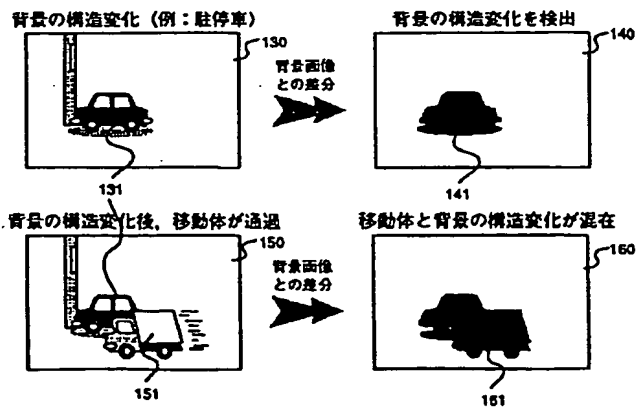 背景の構造変化（例：駐停車）
背景の構造変化を検出
130
140
背景画像
との差分
131
141
背景の構造変化後，移動体が通過
移動体と背景の構造変化が混在
150
160
背景画像
との差分
151
161